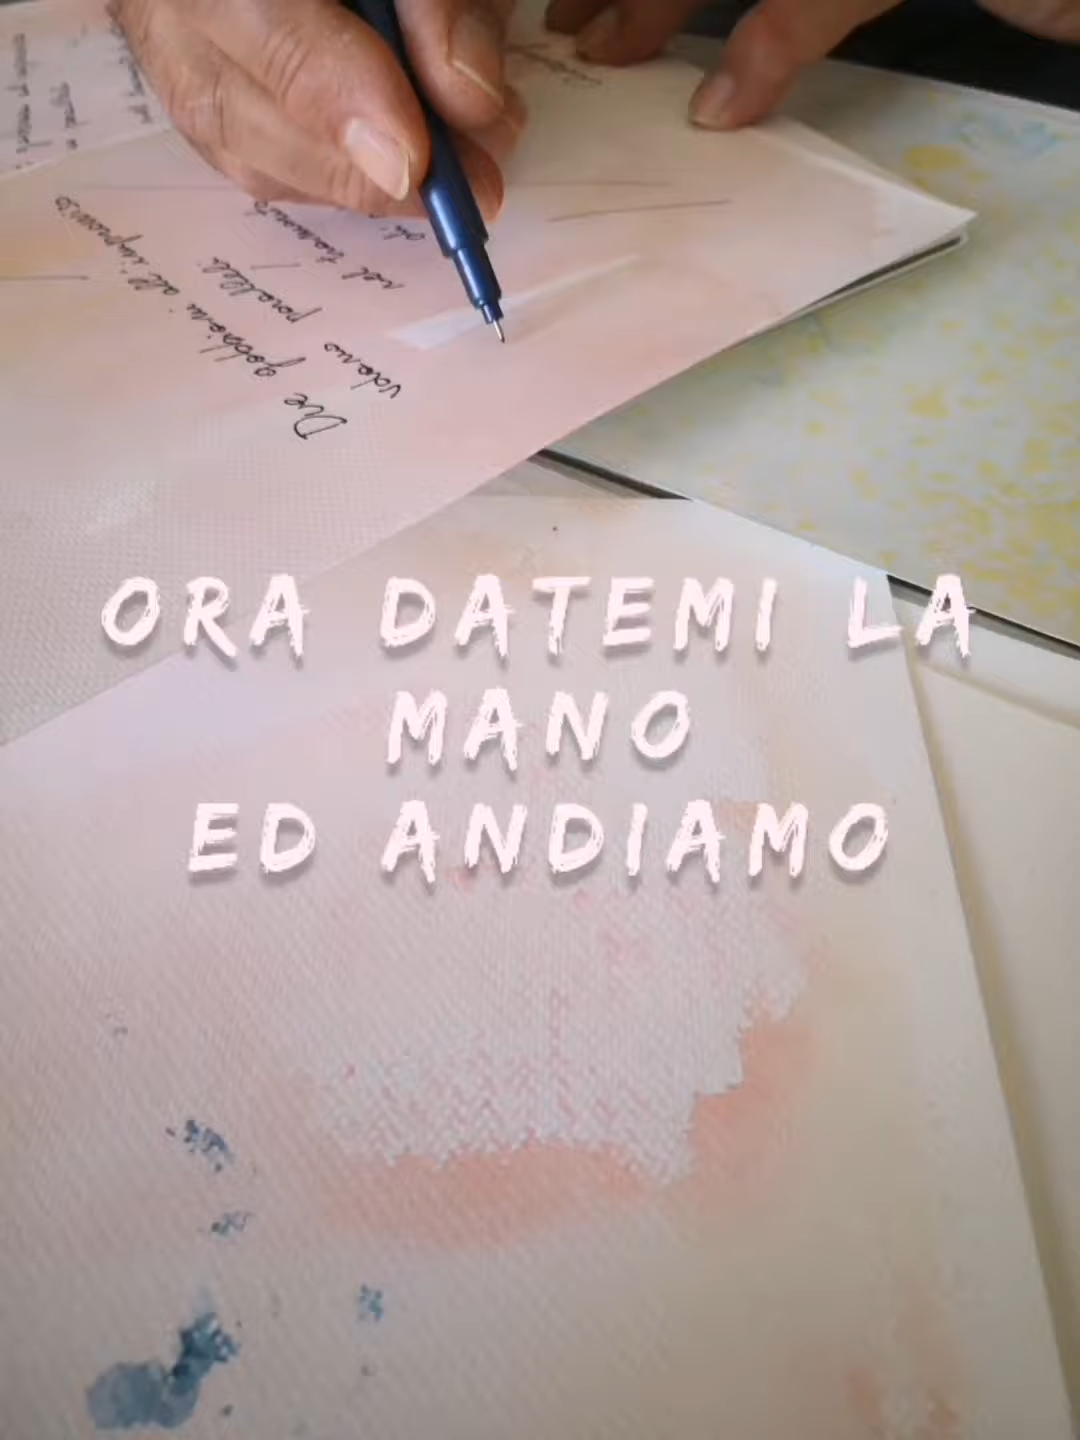 ORA DATEMI LA
MANO
ED ANDIAMO
Due gabbiani all'improvviso
volano paralleli
nel tramonto